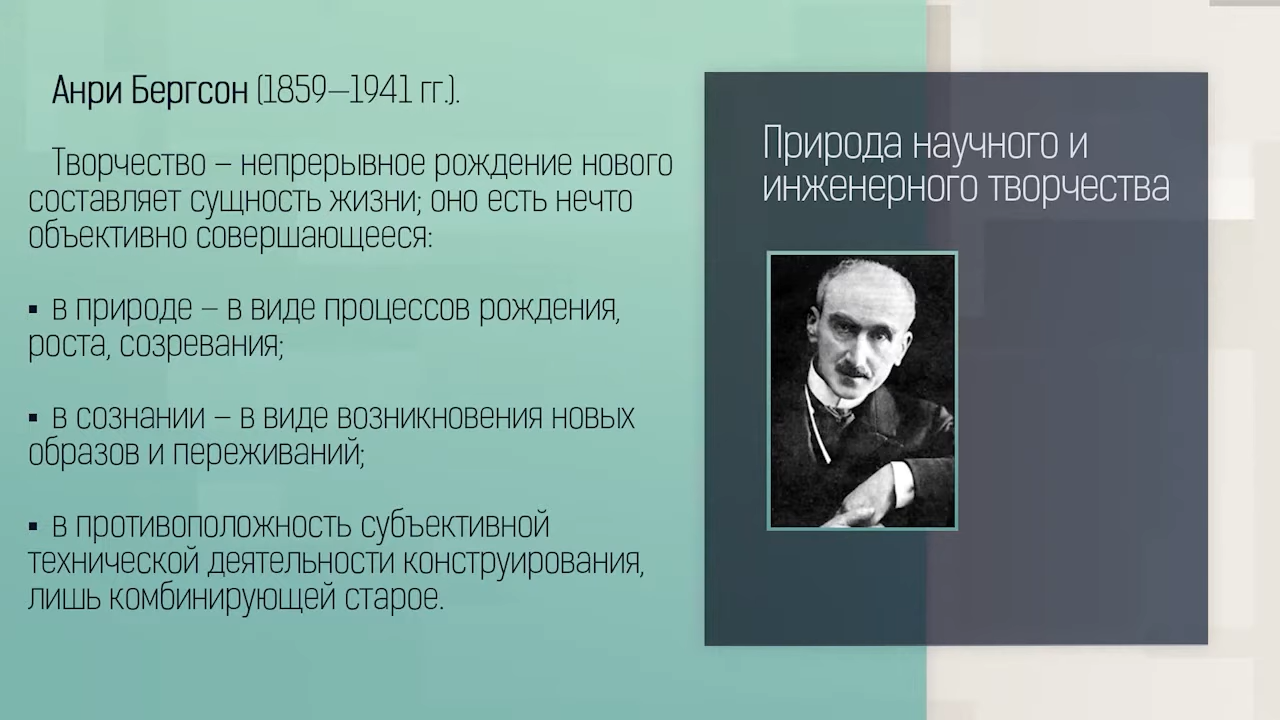 Анри Бергсон (1859–1941 гг.).
Творчество – непрерывное рождение нового
составляет сущность жизни; оно есть нечто
объективно совершающееся:
▪ в природе – в виде процессов рождения,
роста, созревания;
▪ в сознании – в виде возникновения новых
образов и переживаний;
▪ в противоположность субъективной
технической деятельности конструирования,
лишь комбинирующей старое.
Природа научного и
инженерного творчества